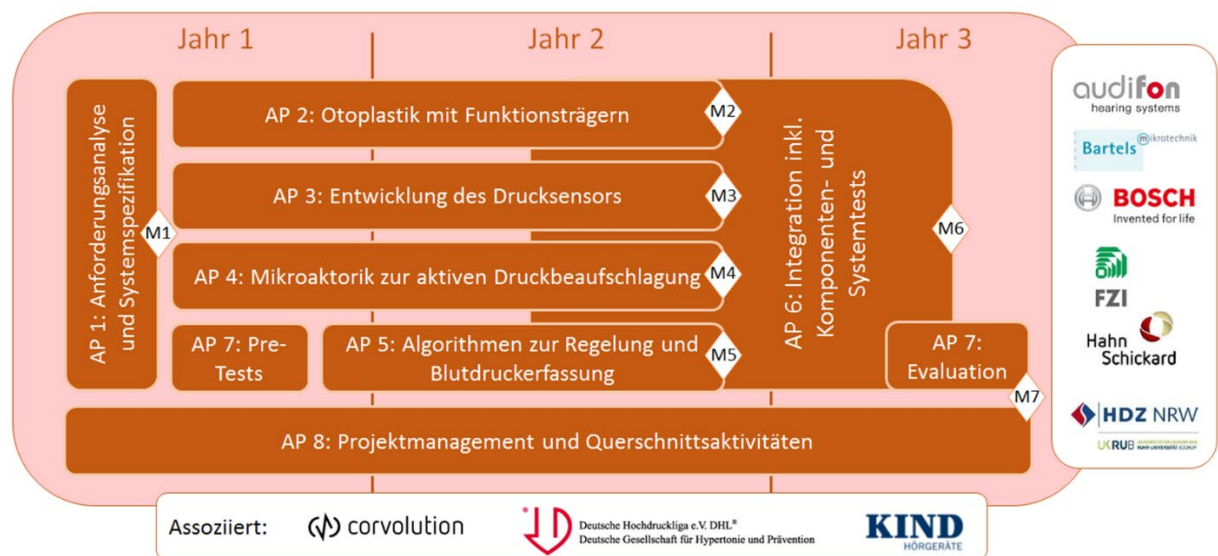 Jahr 1
Jahr 2
Jahr 3
AP 1: Anforderungsanalyse
und Systemspezifikation
M1
AP 2: Otoplastik mit Funktionsträgern
M2
AP 3: Entwicklung des Drucksensors
M3
AP 4: Mikroaktorik zur aktiven Druckbeaufschlagung
M4
AP 7: Pre-
Tests
AP 5: Algorithmen zur Regelung und
Blutdruckerfassung
M5
AP 6: Integration inkl.
Komponenten- und
Systemtests
M6
AP 7:
Evaluation
M7
AP 8: Projektmanagement und Querschnittsaktivitäten
audifon
hearing systems
Bartels mikrotechnik
BOSCH
Invented for life
FZI
Hahn
Schickard
HDZ NRW
UKRUB
Assoziiert:
corvolution
Deutsche Hochdruckliga e.V. DHL®
Deutsche Gesellschaft für Hypertonie und Prävention
KIND
HÖRGERÄTE